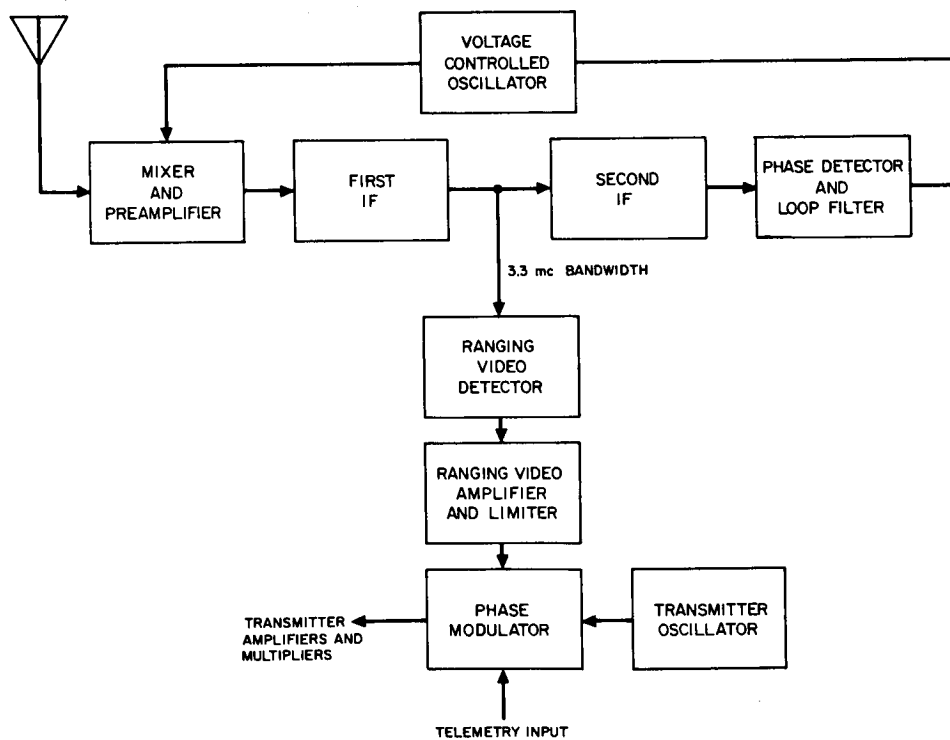 VOLTAGE
CONTROLLED
OSCILLATOR
MIXER
AND
PREAMPLIFIER
FIRST
IF
SECOND
IF
PHASE DETECTOR
AND
LOOP FILTER
3.3 mc BANDWIDTH
RANGING
VIDEO
DETECTOR
RANGING VIDEO
AMPLIFIER
AND LIMITER
TRANSMITTER
AMPLIFIERS AND
MULTIPLIERS
PHASE
MODULATOR
TRANSMITTER
OSCILLATOR
TELEMETRY INPUT